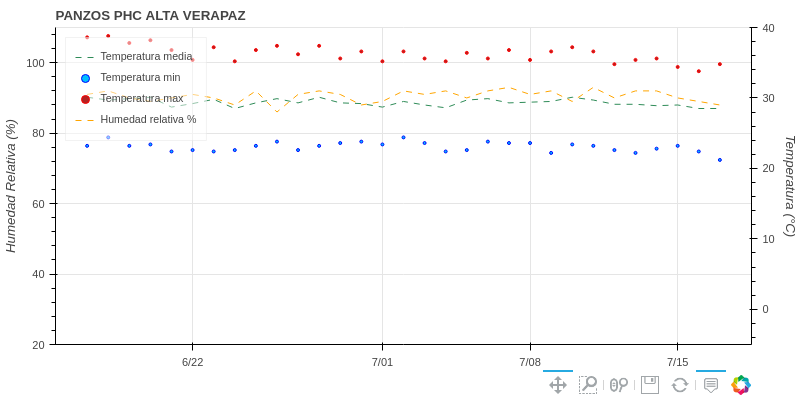 PANZOS PHC ALTA VERAPAZ
Temperatura media
Temperatura min
Temperatura max
Humedad relativa %
Humedad Relativa (%)
100
80
60
40
20
Temperatura (°C)
40
30
20
10
0
6/22
7/01
7/08
7/15